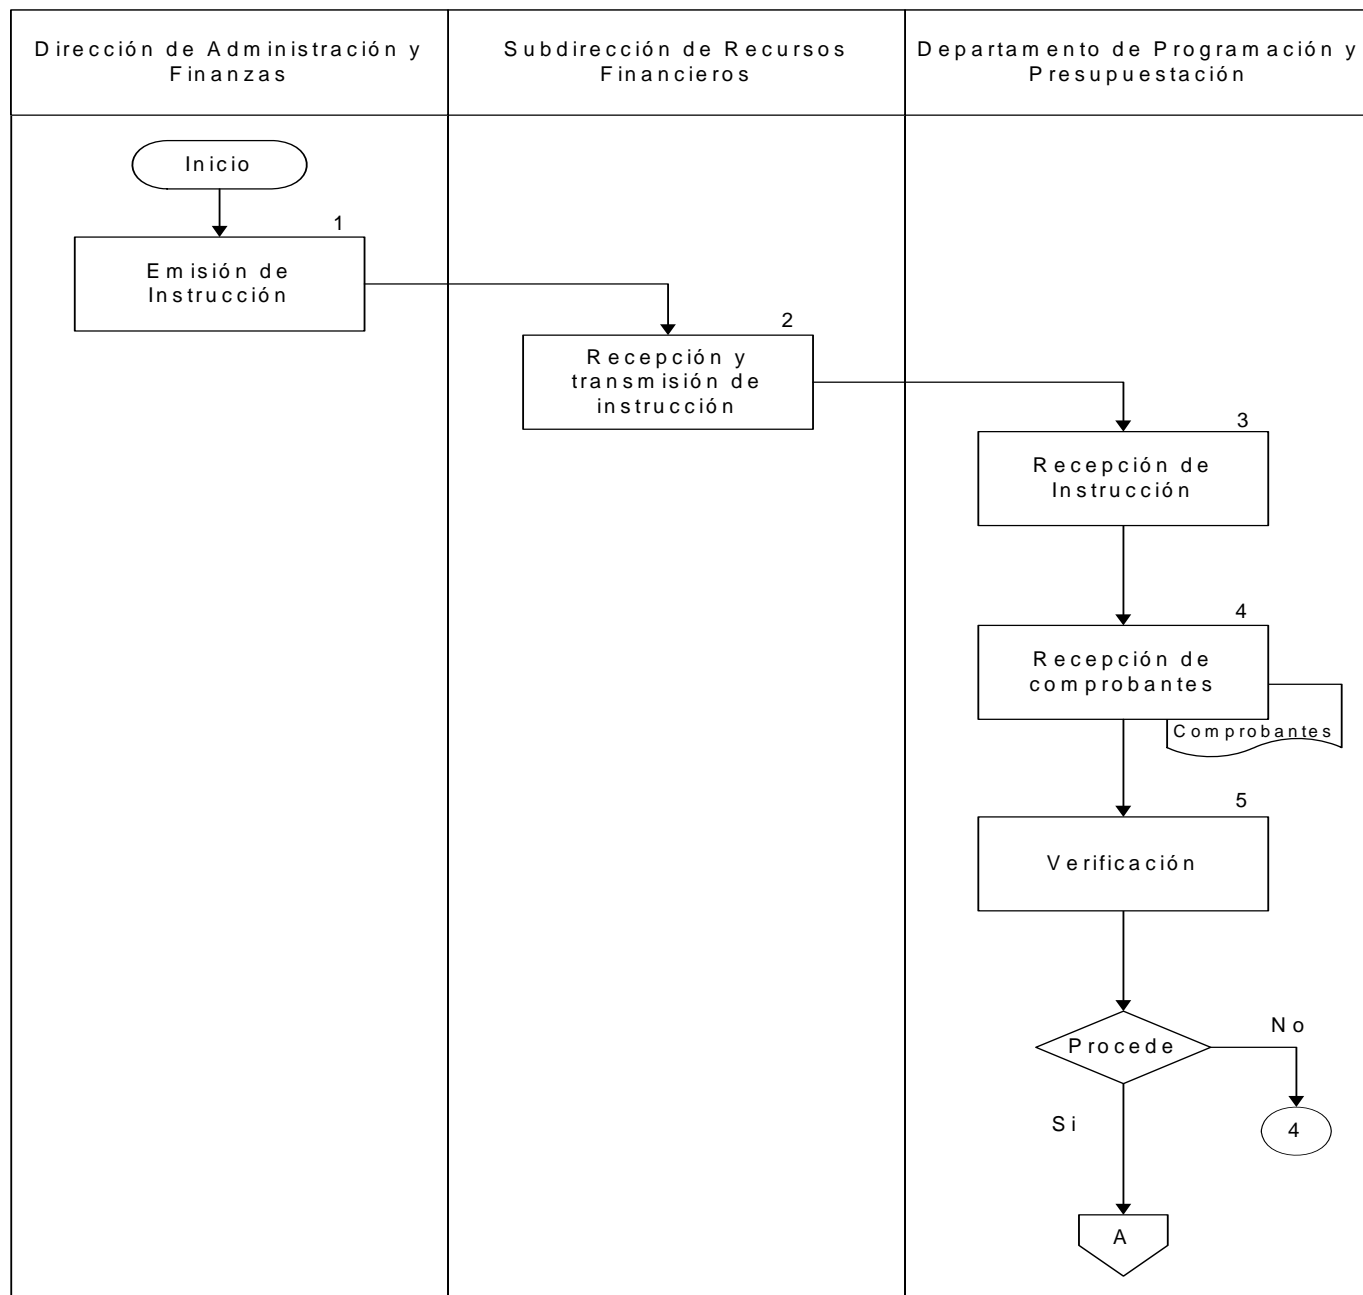 Dirección de Administración y
Finanzas
Subdirección de Recursos
Financieros
Departamento de Programación y
Presupuestación
Inicio
1
Emisión de
Instrucción
2
Recepción y
transmisión de
instrucción
3
Recepción de
Instrucción
4
Recepción de
comprobantes
Comprobantes
5
Verificación
Procede
No
Si
4
A